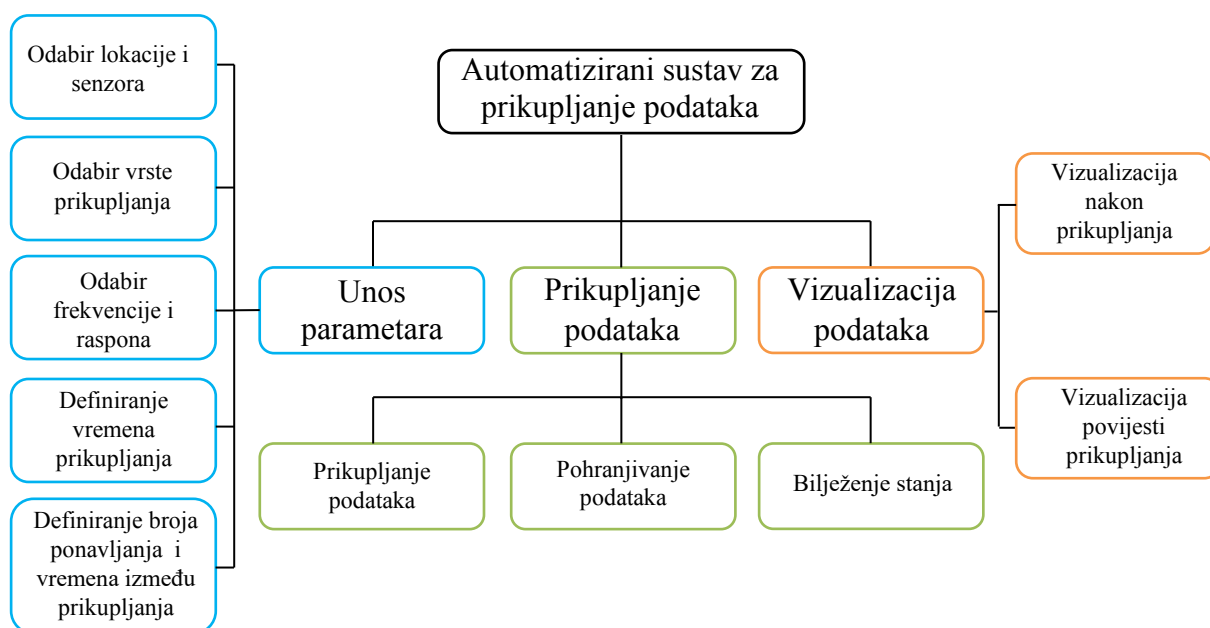 Automatizirani sustav za
prikupljanje podataka
Unos
parametara
Prikupljanje
podataka
Vizualizacija
podataka
Odabir lokacije i
senzora
Odabir vrste
prikupljanja
Odabir
frekvencije i
raspona
Definiranje
vremena
prikupljanja
Definiranje broja
ponavljanja i
vremena između
prikupljanja
Prikupljanje
podataka
Pohranjivanje
podataka
Bilježenje stanja
Vizualizacija
nakon
prikupljanja
Vizualizacija
povijesti
prikupljanja